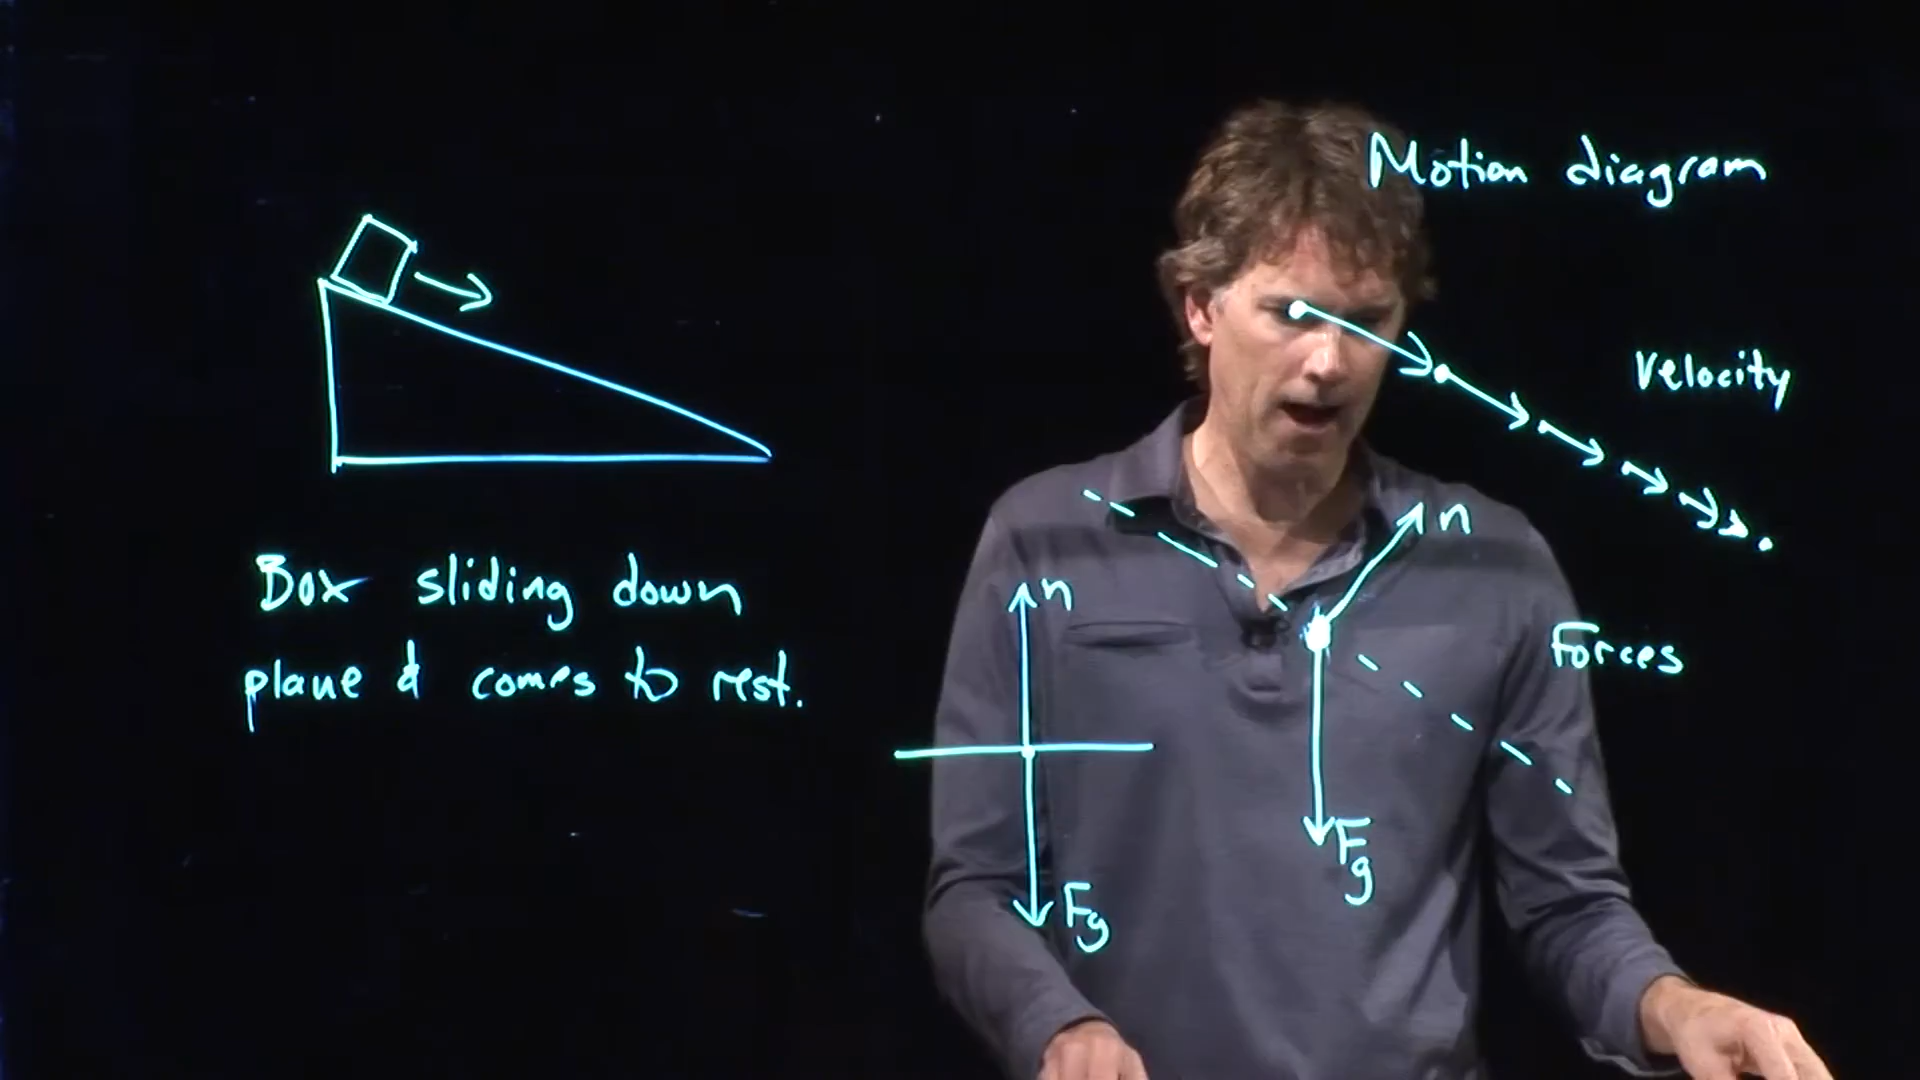 Motion diagram
Velocity
Box sliding down
plane & comes to rest.
n
n
Forces
Fg
Fg